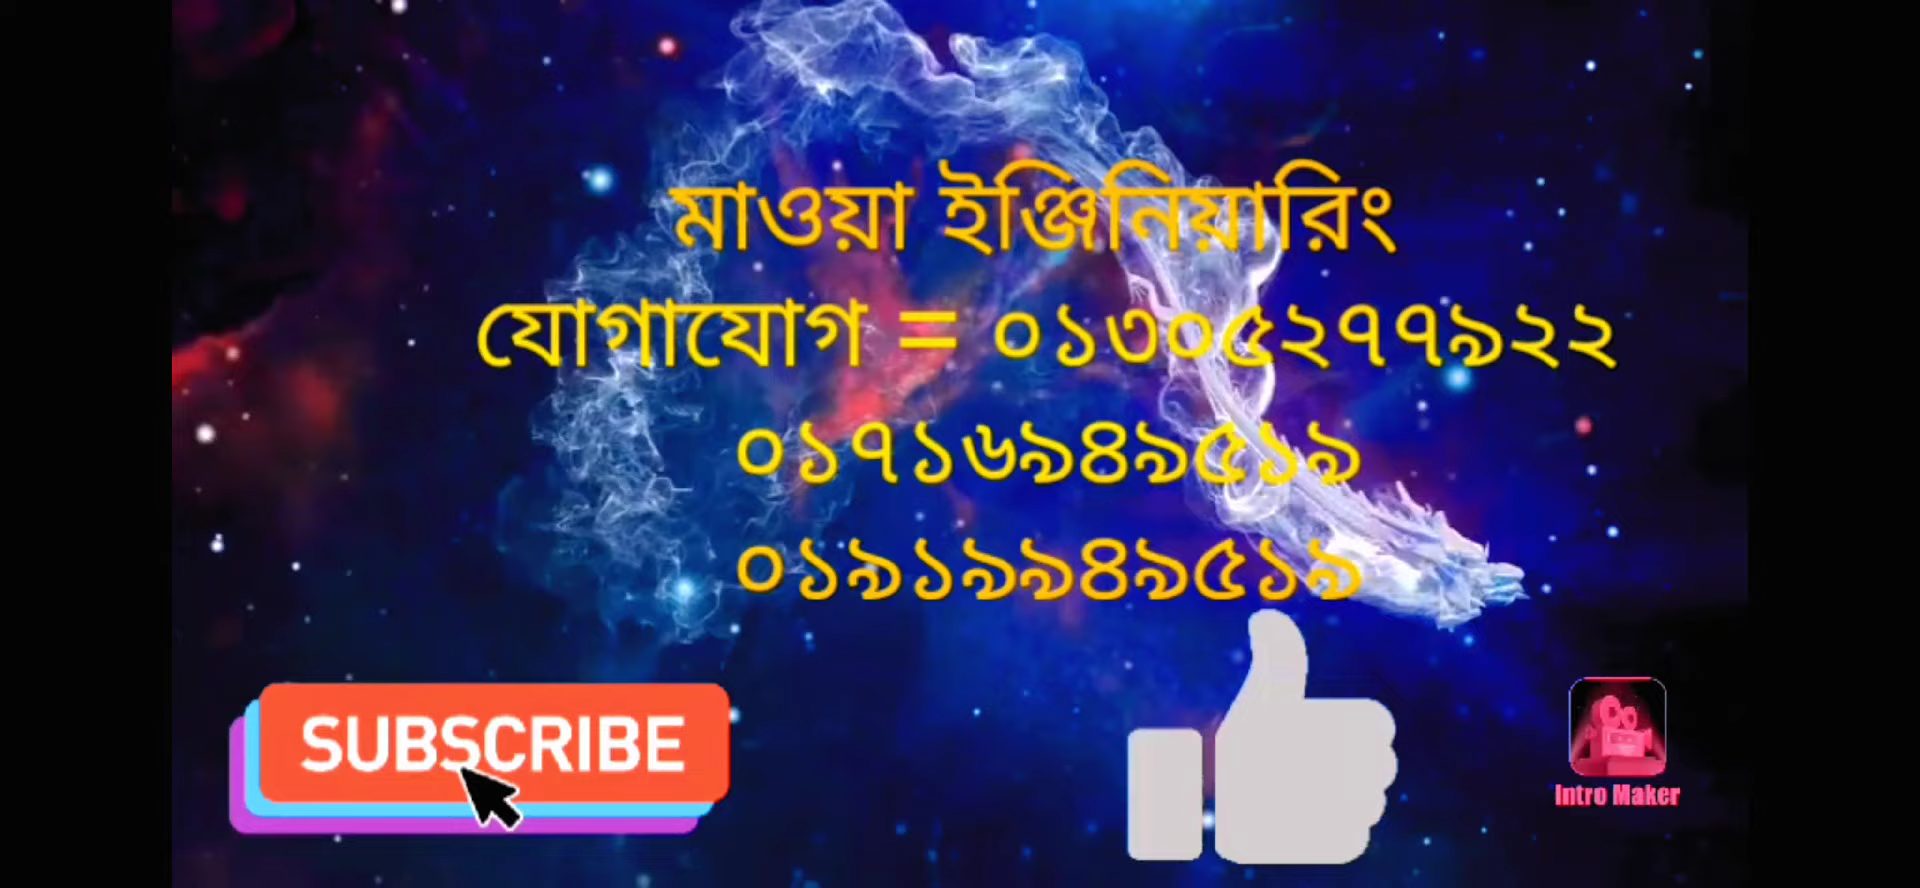 মাওয়া ইঞ্জিনিয়ারিং
যোগাযোগ = ০১৩০৫২৭৭৯২২
০১৭১৬৯৪৯৫১৯
০১৯১৯৯৪৯৫১৯
SUBSCRIBE
Intro Maker